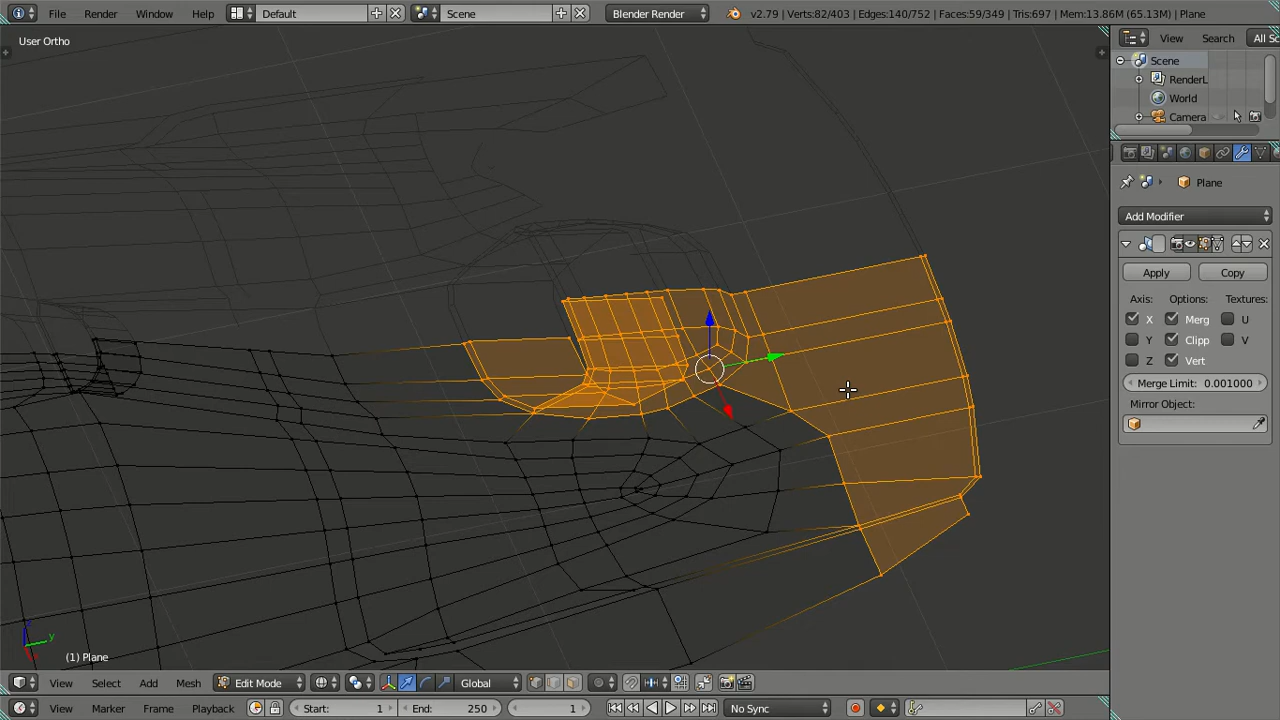 File Render Window Help Default Scene Blender Render v2.79 | Verts:82/403 | Edges:140/752 | Faces:59/349 | Tris:697 | Mem:13.86M (65.13M) | Plane
User Ortho
View Search All Sc
Scene
RenderL
World
Camera
Plane
Add Modifier
Apply Copy
Axis: Options: Textures:
X Merg U
Y Clipp V
Z Vert
Merge Limit: 0.001000
Mirror Object:
y
(1) Plane
View Select Add Mesh Edit Mode Global
View Marker Frame Playback Start: 1 End: 250 1 No Sync